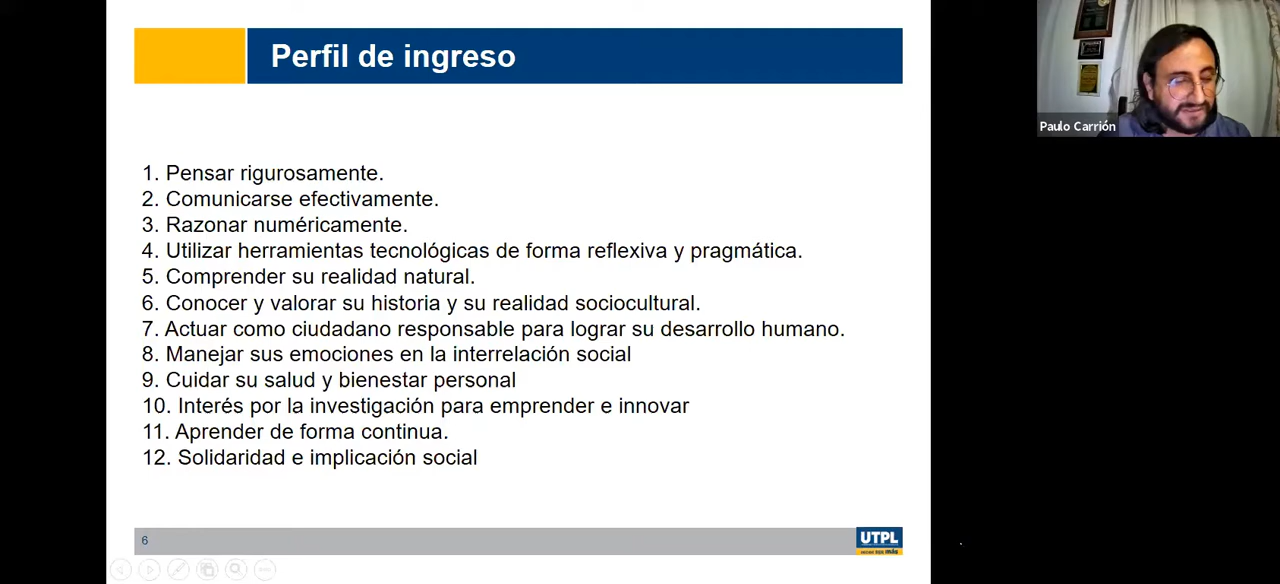 Perfil de ingreso
Paulo Carrión
1. Pensar rigurosamente.
2. Comunicarse efectivamente.
3. Razonar numéricamente.
4. Utilizar herramientas tecnológicas de forma reflexiva y pragmática.
5. Comprender su realidad natural.
6. Conocer y valorar su historia y su realidad sociocultural.
7. Actuar como ciudadano responsable para lograr su desarrollo humano.
8. Manejar sus emociones en la interrelación social
9. Cuidar su salud y bienestar personal
10. Interés por la investigación para emprender e innovar
11. Aprender de forma continua.
12. Solidaridad e implicación social
6
UTPL